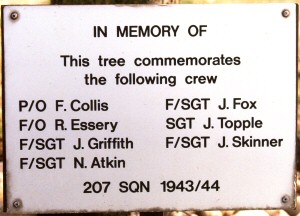 IN MEMORY OF
This tree commemorates
the following crew
P/O F. Collis F/SGT J. Fox
F/O R. Essery SGT J. Topple
F/SGT J. Griffith F/SGT J. Skinner
F/SGT N. Atkin
207 SQN 1943/44